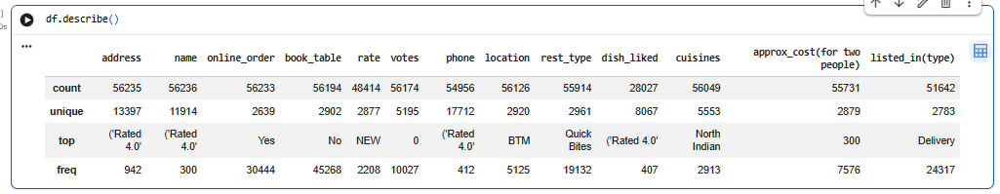 df.describe()
address name online_order book_table rate votes phone location rest_type dish_liked cuisines approx_cost(for two people) listed_in(type)
count 56235 56236 56233 56194 48414 56174 54956 56126 55914 28027 56049 55731 51642
unique 13397 11914 2639 2902 2877 5195 17712 2920 2961 8067 5553 2879 2783
top ('Rated 4.0' ('Rated 4.0' Yes No NEW 0 ('Rated 4.0' BTM Quick Bites ('Rated 4.0' North Indian 300 Delivery
freq 942 300 30444 45268 2208 10027 412 5125 19132 407 2913 7576 24317